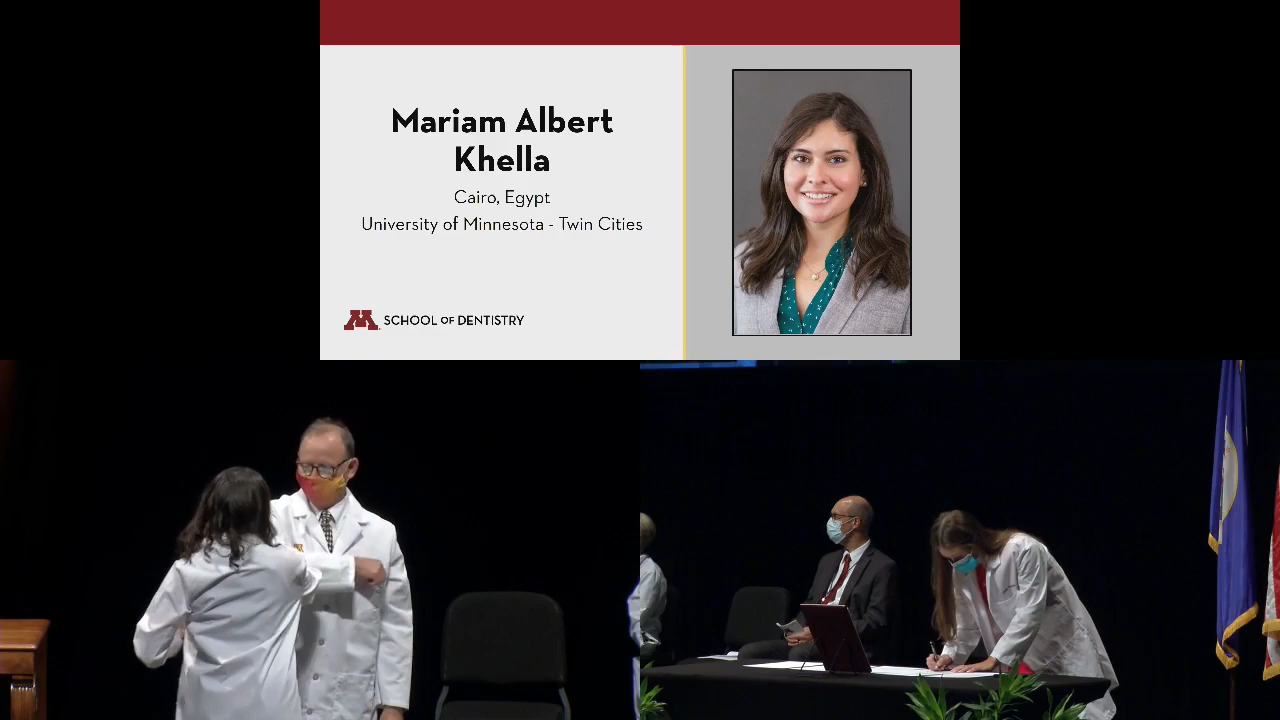 Mariam Albert
Khella
Cairo, Egypt
University of Minnesota - Twin Cities
M SCHOOL OF DENTISTRY